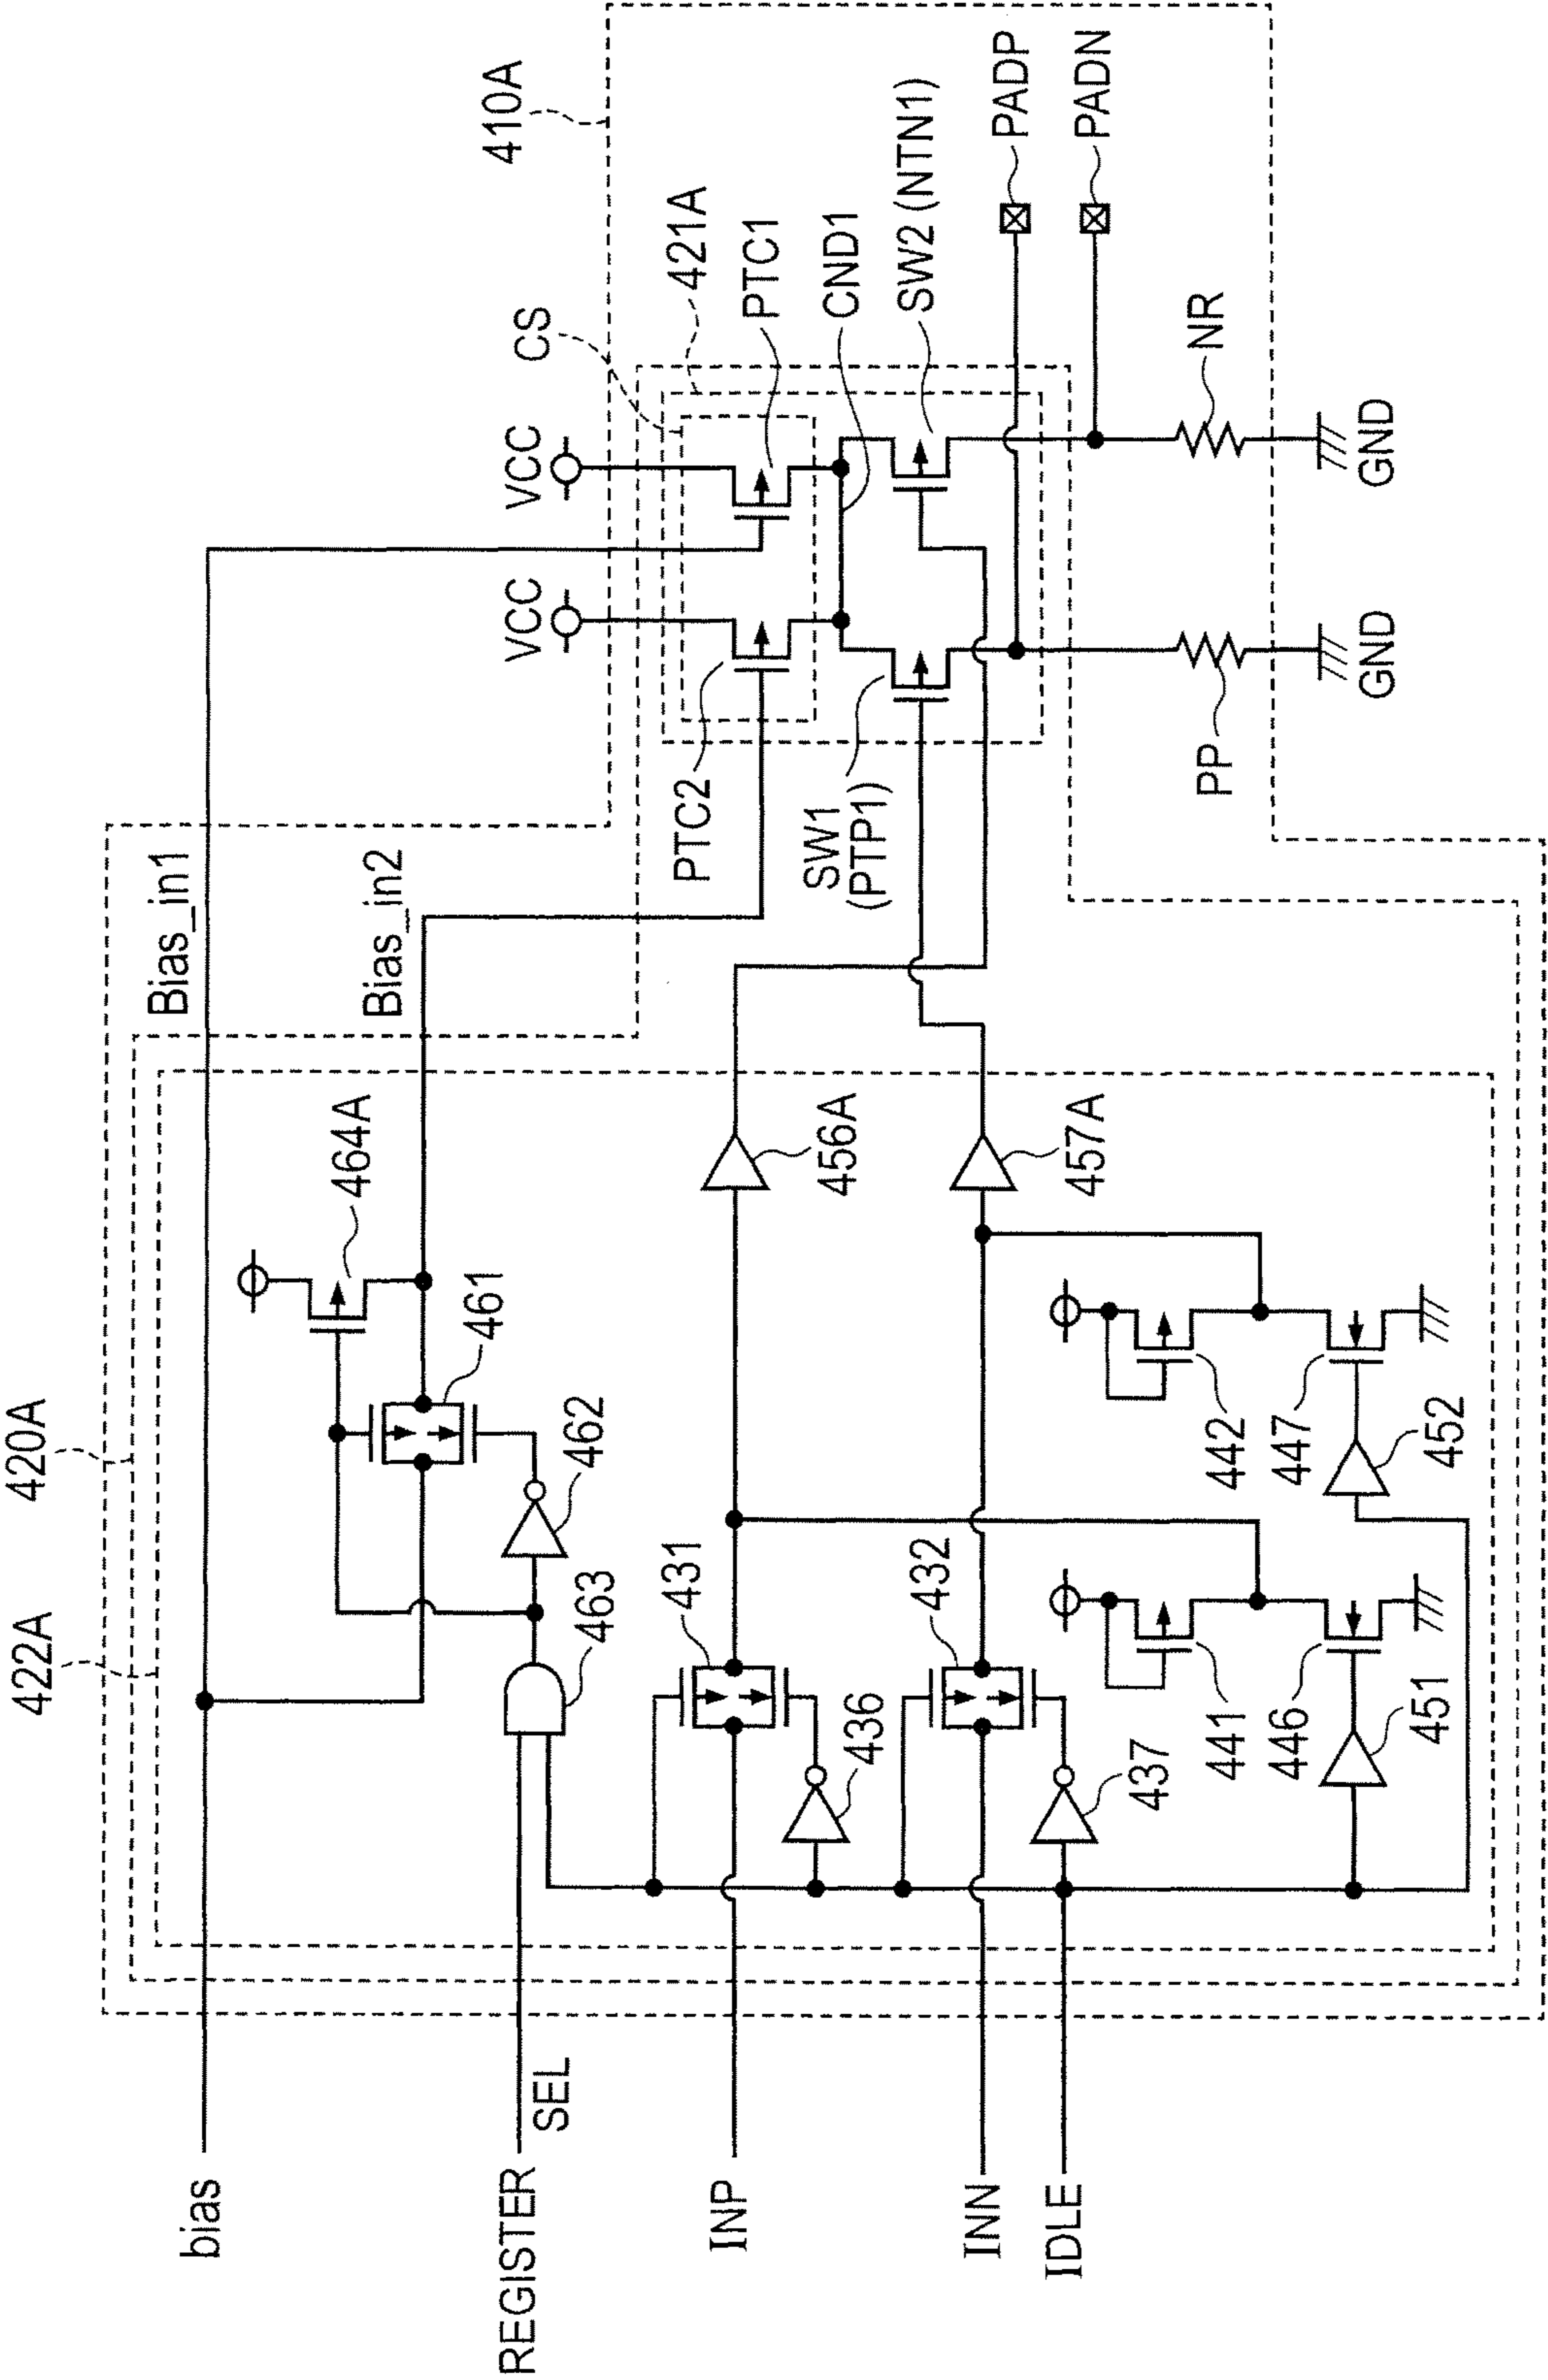 420A
422A
410A
bias
Bias_in1
Bias_in2
464A
461
462
463
REGISTER
SEL
INP
INN
IDLE
431
436
432
437
456A
457A
441
446
451
442
447
452
VCC
VCC
CS
421A
PTC1
PTC2
CND1
SW1
(PTP1)
SW2 (NTN1)
PADP
PADN
PP
NR
GND
GND